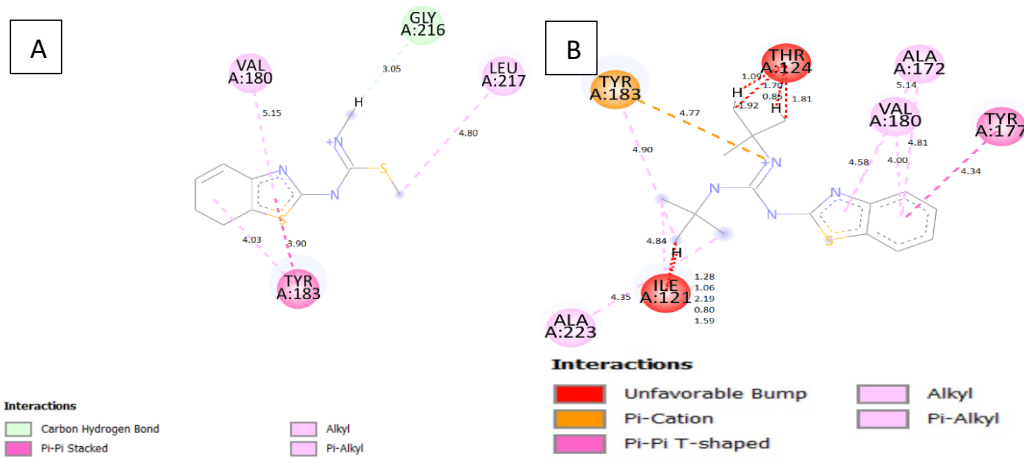 A
GLY
A:216
VAL
A:180
LEU
A:217
3.05
H
5.15
4.80
+N
N
S
N
S
4.03
3.90
TYR
A:183
Interactions
Carbon Hydrogen Bond
Alkyl
Pi-Pi Stacked
Pi-Alkyl
B
THR
A:124
ALA
A:172
TYR
A:183
1.09
H
1.70
0.85
H
1.92
1.81
5.14
VAL
A:180
TYR
A:177
4.77
4.90
4.81
4.58
4.00
4.34
N
+
N
N
N
S
4.84
H
ILE
A:121
1.28
1.06
2.19
0.80
1.59
4.35
ALA
A:223
Interactions
Unfavorable Bump
Alkyl
Pi-Cation
Pi-Alkyl
Pi-Pi T-shaped